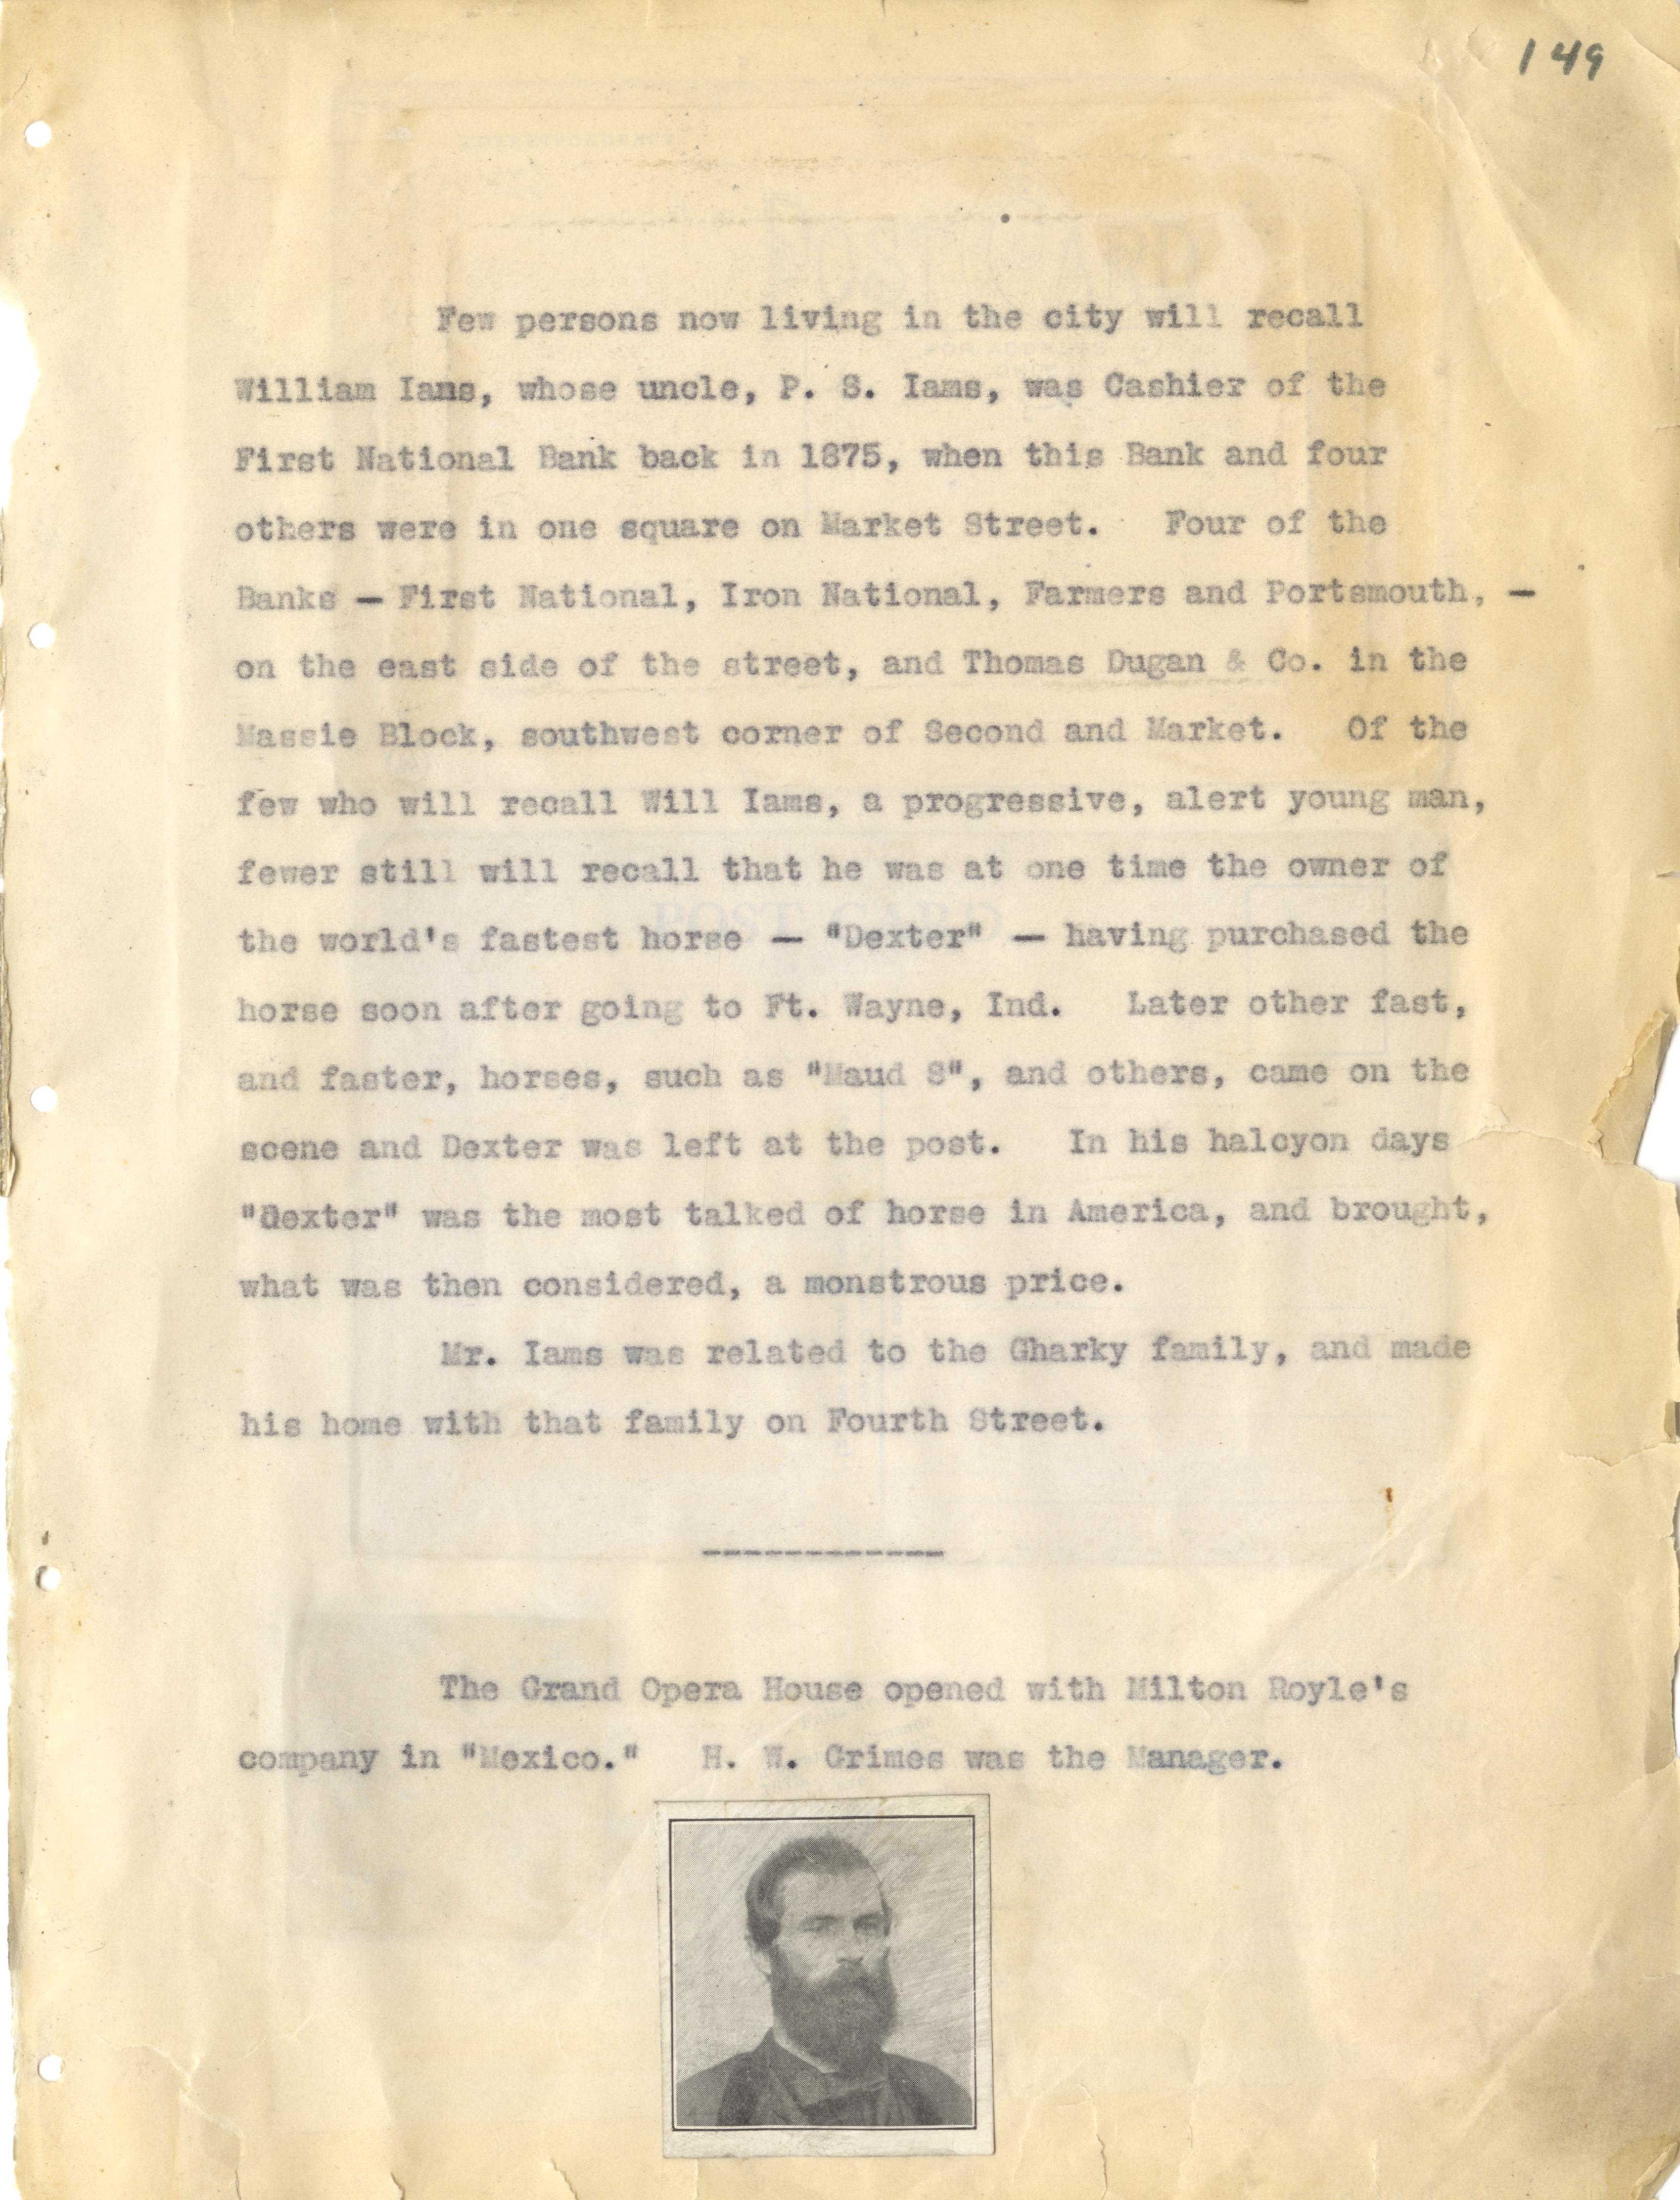 149
Few persons now living in the city will recall
William Iams, whose uncle, P. S. Iams, was Cashier of the
First National Bank back in 1875, when this Bank and four
others were in one square on Market Street. Four of the
Banks — First National, Iron National, Farmers and Portsmouth, —
on the east side of the street, and Thomas Dugan & Co. in the
Massie Block, southwest corner of Second and Market. Of the
few who will recall Will Iams, a progressive, alert young man,
fewer still will recall that he was at one time the owner of
the world's fastest horse — "Dexter" — having purchased the
horse soon after going to Ft. Wayne, Ind. Later other fast,
and faster, horses, such as "Maud S", and others, came on the
scene and Dexter was left at the post. In his halcyon days
"Dexter" was the most talked of horse in America, and brought,
what was then considered, a monstrous price.
Mr. Iams was related to the Gharky family, and made
his home with that family on Fourth Street.
------------
The Grand Opera House opened with Milton Royle's
company in "Mexico." H. W. Grimes was the Manager.